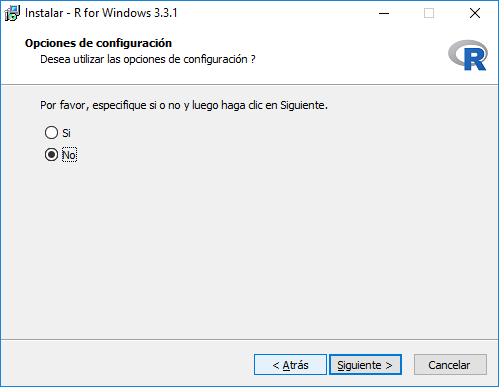 Instalar - R for Windows 3.3.1
Opciones de configuración
Desea utilizar las opciones de configuración ?
R
Por favor, especifique si o no y luego haga clic en Siguiente.
Si
No
< Atrás
Siguiente >
Cancelar